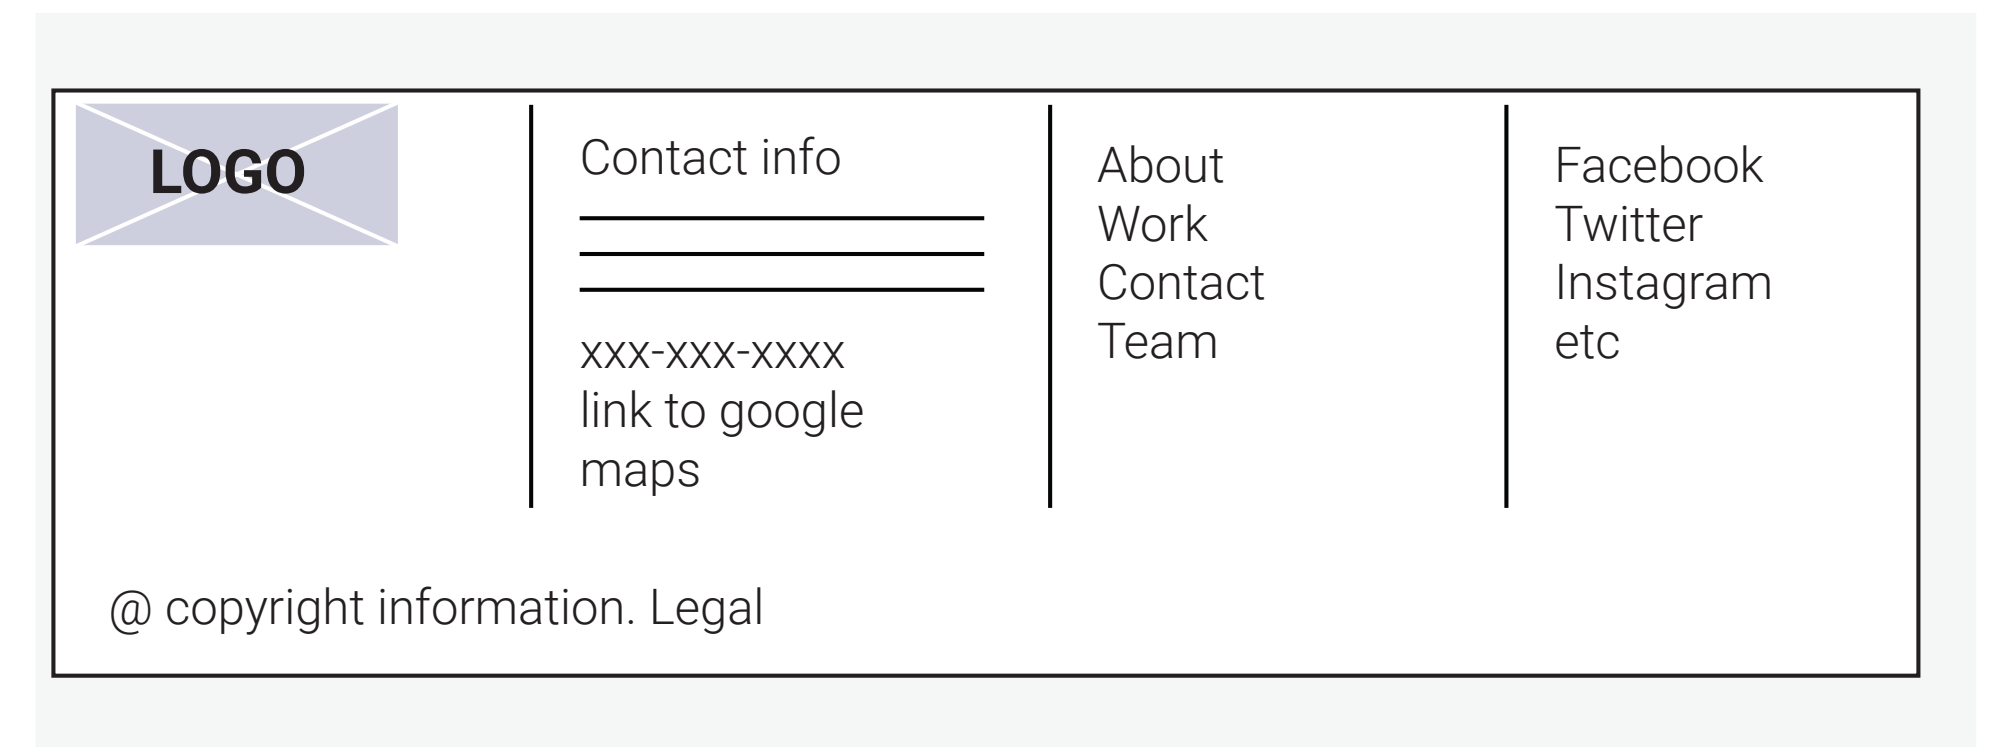 LOGO
Contact info
xxx-xxx-xxxx
link to google
maps
About
Work
Contact
Team
Facebook
Twitter
Instagram
etc
@ copyright information. Legal